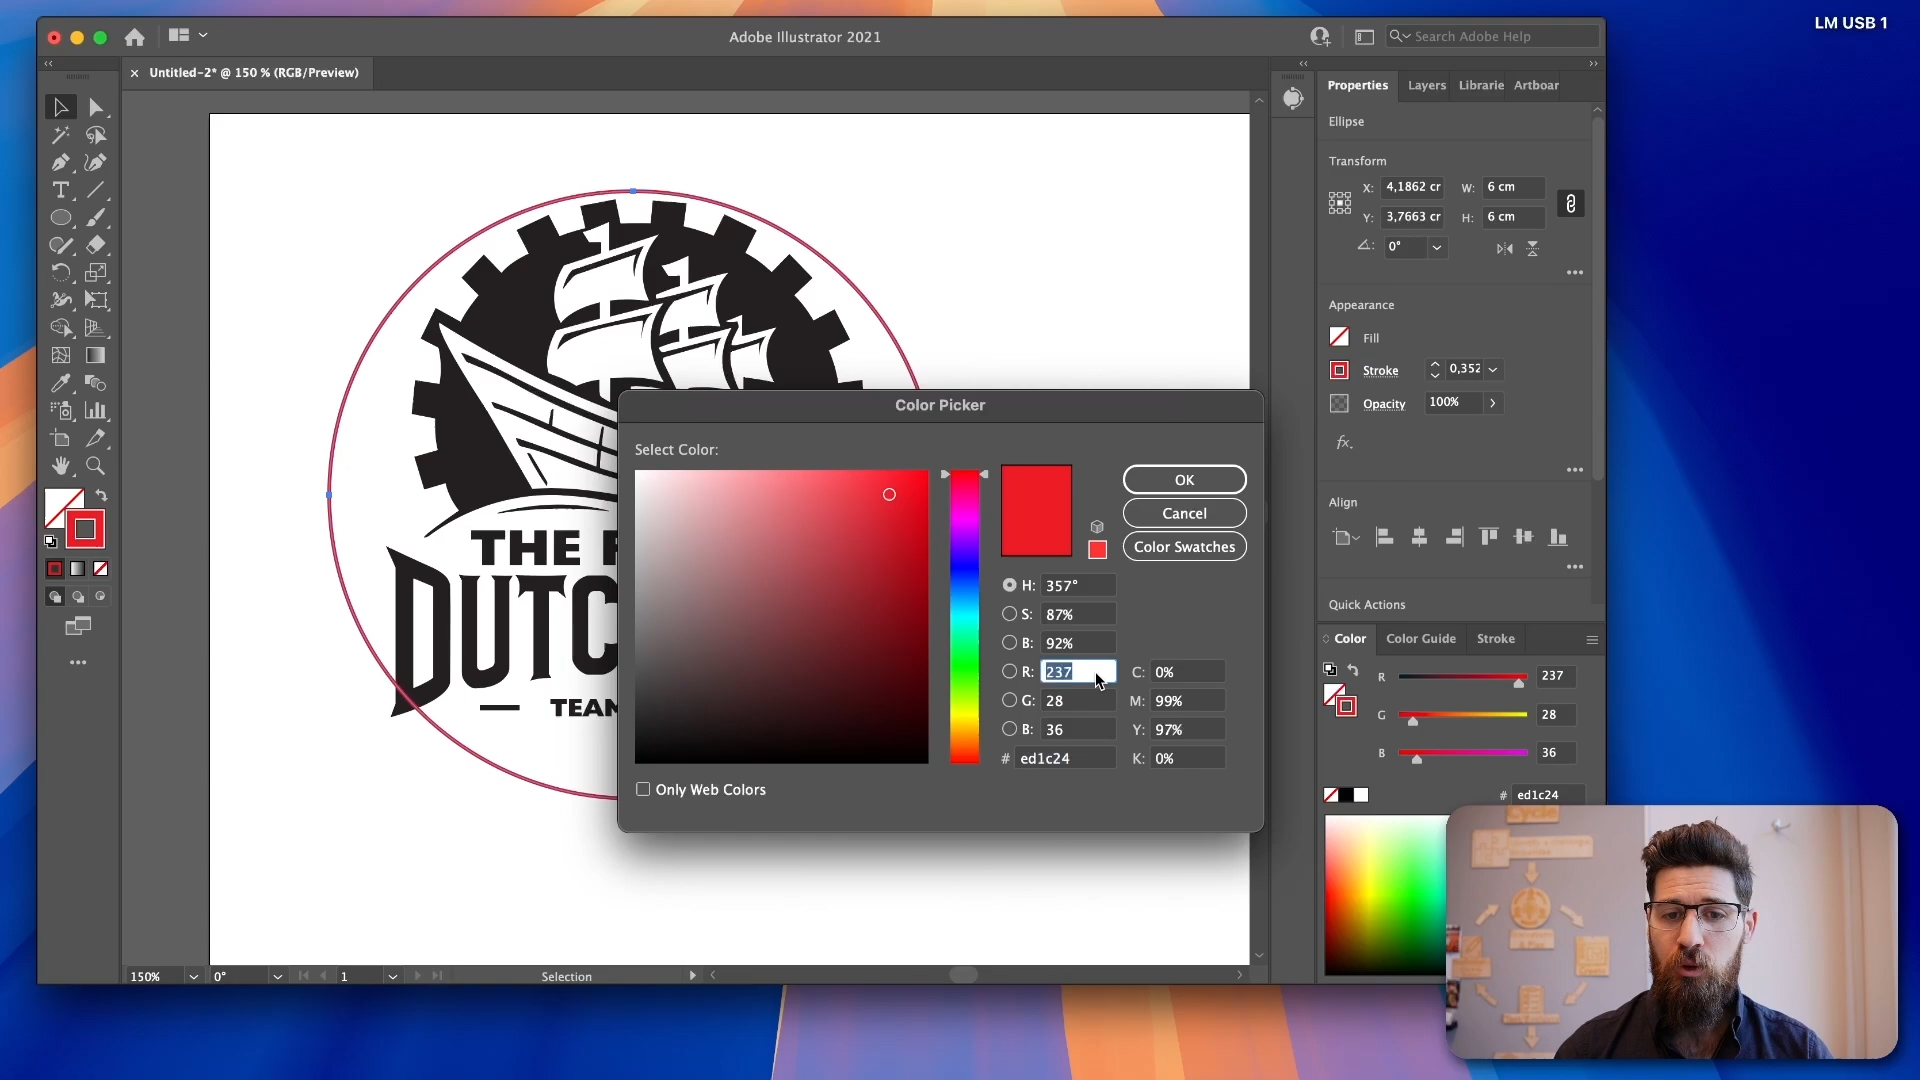 LM USB 1
Adobe Illustrator 2021
Search Adobe Help
Untitled-2* @ 150 % (RGB/Preview)
Properties
Layers
Librarie
Artboar
Ellipse
Transform
X: 4,1862 cr W: 6 cm
Y: 3,7663 cr H: 6 cm
0°
Appearance
Fill
Stroke 0,352
Opacity 100%
fx.
Align
Quick Actions
Color
Color Guide
Stroke
R 237
G 28
B 36
# ed1c24
Color Picker
Select Color:
OK
Cancel
Color Swatches
H: 357°
S: 87%
B: 92%
R: 237 C: 0%
G: 28 M: 99%
B: 36 Y: 97%
# ed1c24 K: 0%
Only Web Colors
THE F
DUTC
TEAM
150%
0°
1
Selection
Cycle